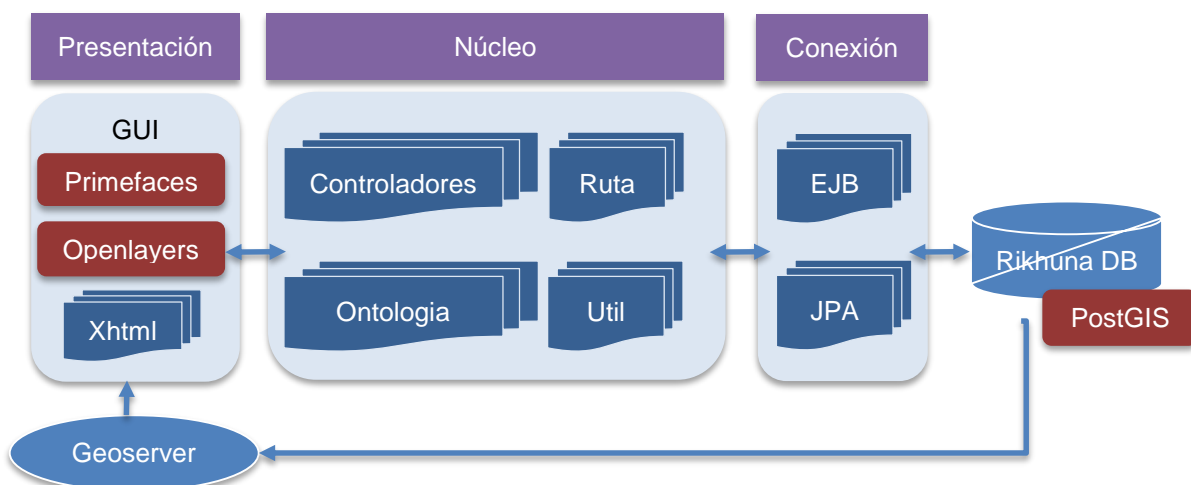 Presentación
Núcleo
Conexión
GUI
Primefaces
Openlayers
Xhtml
Controladores
Ruta
Ontologia
Util
EJB
JPA
Rikhuna DB
PostGIS
Geoserver